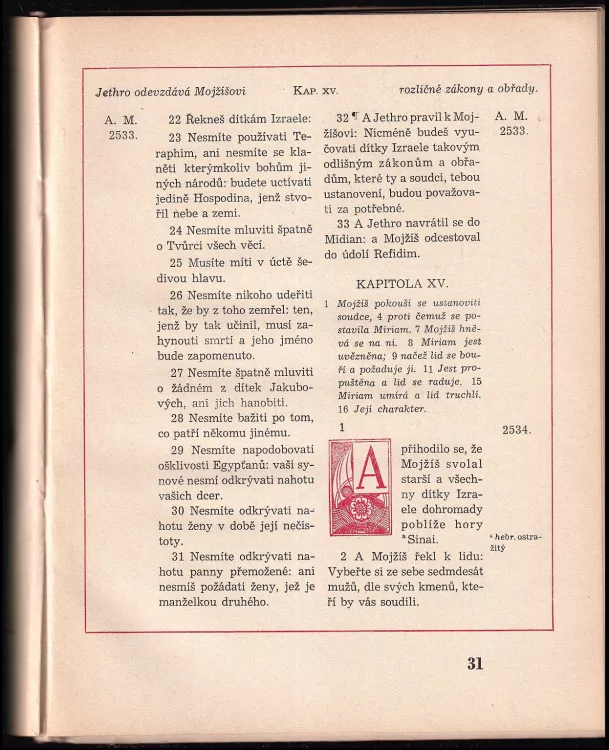 Jethro odevzdává Mojžíšovi KAP. XV. rozličné zákony a obřady.
A. M.
2533.
22 Řekneš dítkám Izraele:
23 Nesmíte používati Te-
raphim, ani nesmíte se kla-
něti kterýmkoliv bohům ji-
ných národů: budete uctívati
jedině Hospodina, jenž stvo-
řil nebe a zemi.
24 Nesmíte mluviti špatně
o Tvůrci všech věcí.
25 Musíte míti v úctě še-
divou hlavu.
26 Nesmíte nikoho udeřiti
tak, že by z toho zemřel: ten,
jenž by tak učinil, musí za-
hynouti smrtí a jeho jméno
bude zapomenuto.
27 Nesmíte špatně mluviti
o žádném z dítek Jakubo-
vých, ani jich hanobiti.
28 Nesmíte bažiti po tom,
co patří někomu jinému.
29 Nesmíte napodobovati
ošklivosti Egypťanů: vaši sy-
nové nesmí odkrývati nahotu
vašich dcer.
30 Nesmíte odkrývati na-
hotu ženy v době její nečis-
toty.
31 Nesmíte odkrývati na-
hotu panny přemožené: ani
nesmíš požádati ženy, jež je
manželkou druhého.
32 ¶ A Jethro pravil k Moj-
žíšovi: Nicméně budeš vyu-
čovati dítky Izraele takovým
odlišným zákonům a obřa-
dům, které ty a soudci, tebou
ustanovení, budou považova-
ti za potřebné.
33 A Jethro navrátil se do
Midian: a Mojžíš odcestoval
do údolí Refidim.
A. M.
2533.
KAPITOLA XV.
1 Mojžíš pokouší se ustanoviti
soudce, 4 proti čemuž se po-
stavila Miriam. 7 Mojžíš hně-
vá se na ni. 8 Miriam jest
uvězněna; 9 načež lid se bou-
ří a požaduje ji. 11 Jest pro-
puštěna a lid se raduje. 15
Miriam umírá a lid truchlí.
16 Její charakter.
1
2534.
A přihodilo se, že
Mojžíš svolal
starší a všech-
ny dítky Izra-
ele dohromady
poblíže hory
ᵃSinai.
ᵃ hebr. ostra-
žitý
2 A Mojžíš řekl k lidu:
Vyberte si ze sebe sedmdesát
mužů, dle svých kmenů, kte-
ří by vás soudili.
31